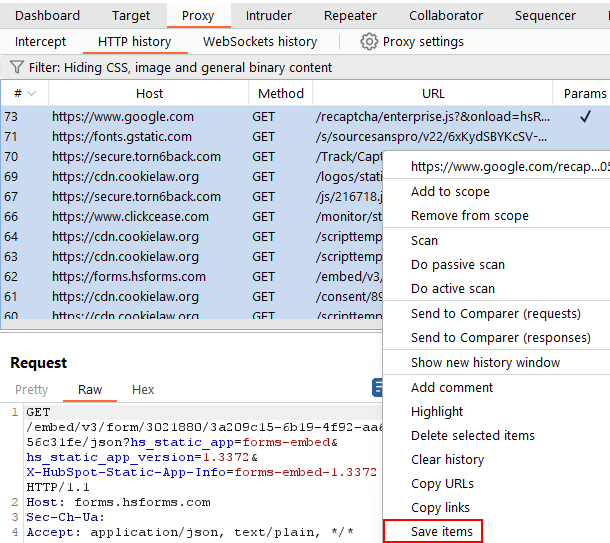 Dashboard Target Proxy Intruder Repeater Collaborator Sequencer
Intercept HTTP history WebSockets history Proxy settings
Filter: Hiding CSS, image and general binary content
# Host Method URL Params
73 https://www.google.com GET /recaptcha/enterprise.js?&onload=hsR... ✓
71 https://fonts.gstatic.com GET /s/sourcesanspro/v22/6xKydSBYKcSV-...
70 https://secure.torn6back.com GET /Track/Capt
69 https://cdn.cookielaw.org GET /logos/stati
67 https://secure.torn6back.com GET /js/216718.j
66 https://www.clickcease.com GET /monitor/st
64 https://cdn.cookielaw.org GET /scripttemp
63 https://cdn.cookielaw.org GET /scripttemp
62 https://forms.hsforms.com GET /embed/v3/
61 https://cdn.cookielaw.org GET /consent/89
60 https://cdn.cookielaw.org GET /scripttemp
https://www.google.com/recap...05
Add to scope
Remove from scope
Scan
Do passive scan
Do active scan
Send to Comparer (requests)
Send to Comparer (responses)
Show new history window
Add comment
Highlight
Delete selected items
Clear history
Copy URLs
Copy links
Save items
Request
Pretty Raw Hex
1 GET
/embed/v3/form/3021880/3a209c15-6b19-4f92-aa8
56c31fe/json?hs_static_app=forms-embed&
hs_static_app_version=1.3372&
X-HubSpot-Static-App-Info=forms-embed-1.3372
HTTP/1.1
2 Host: forms.hsforms.com
3 Sec-Ch-Ua:
4 Accept: application/json, text/plain, */*